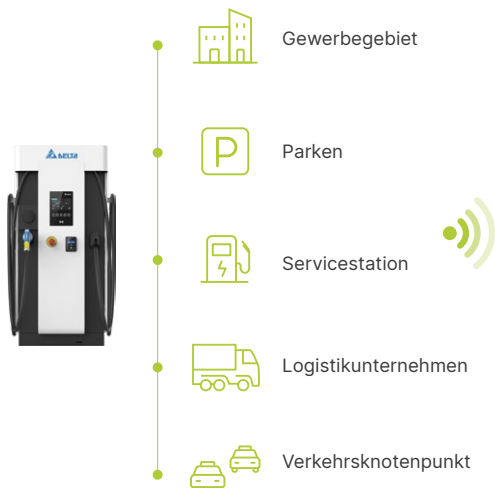 Gewerbegebiet
DELTA
P
Parken
Servicestation
Logistikunternehmen
Verkehrsknotenpunkt